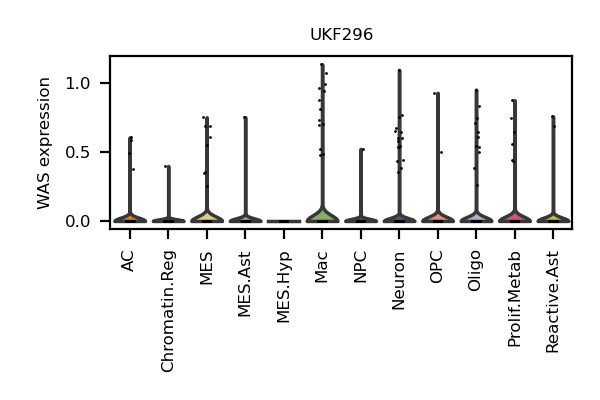 UKF296
WAS expression
1.0
0.5
0.0
AC
Chromatin.Reg
MES
MES.Ast
MES.Hyp
Mac
NPC
Neuron
OPC
Oligo
Prolif.Metab
Reactive.Ast